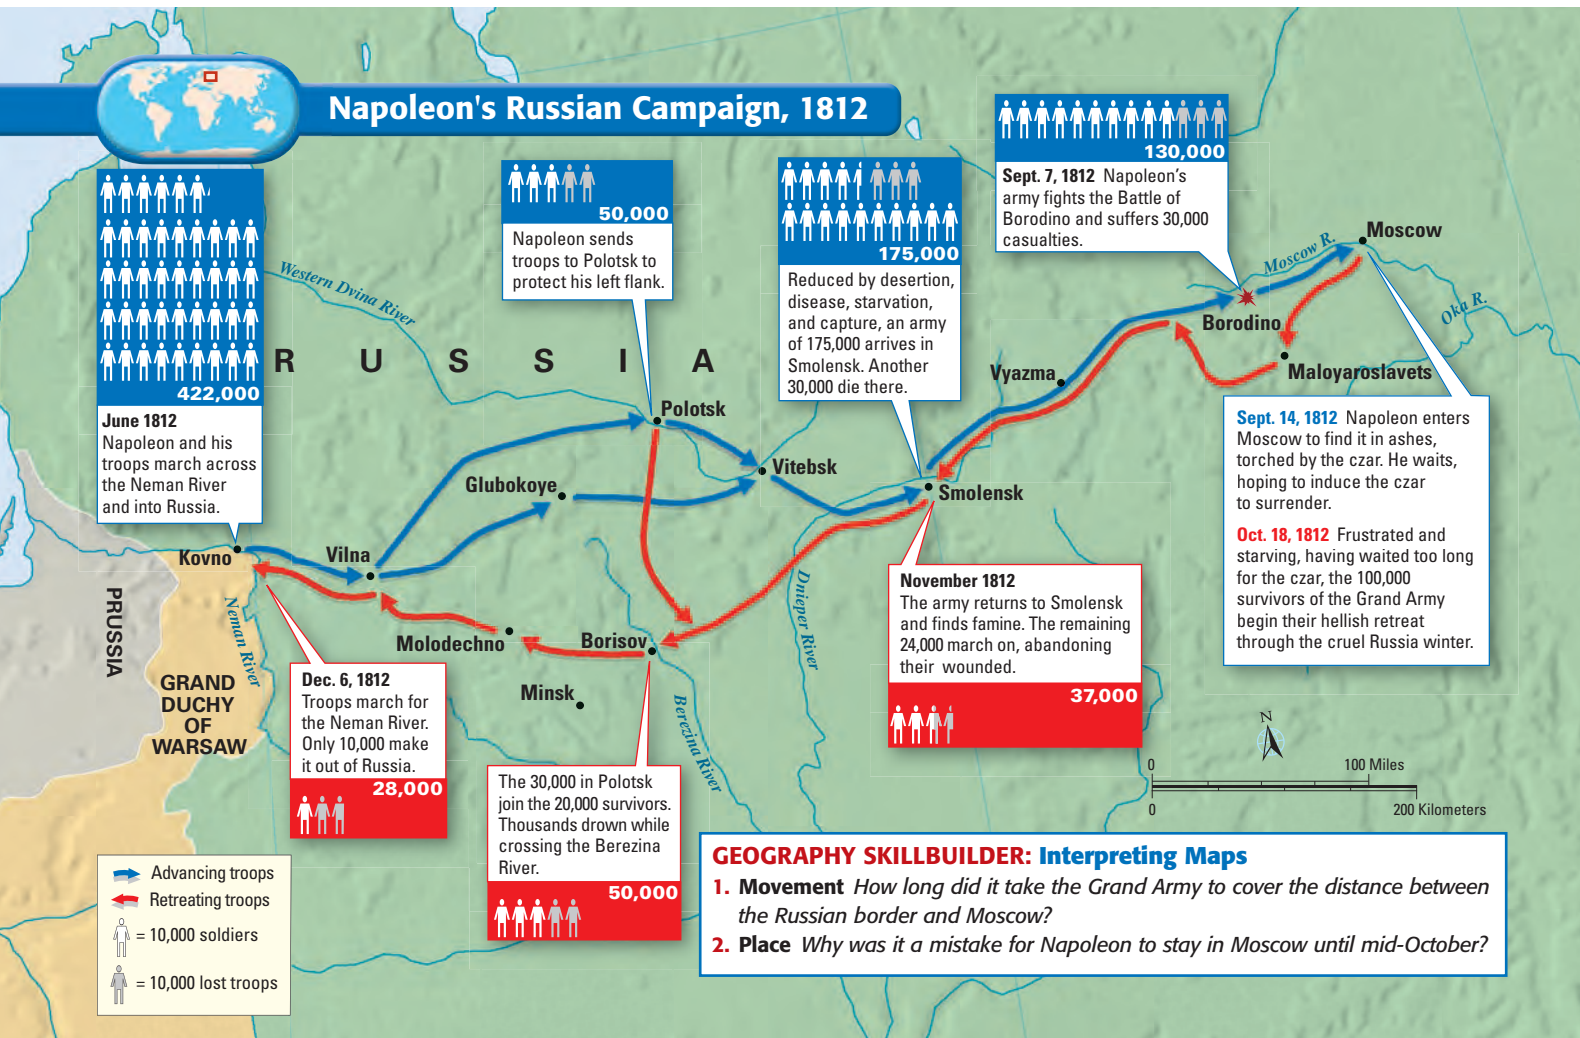 Napoleon's Russian Campaign, 1812
422,000
June 1812
Napoleon and his
troops march across
the Neman River
and into Russia.
50,000
Napoleon sends
troops to Polotsk to
protect his left flank.
175,000
Reduced by desertion,
disease, starvation,
and capture, an army
of 175,000 arrives in
Smolensk. Another
30,000 die there.
130,000
Sept. 7, 1812 Napoleon's
army fights the Battle of
Borodino and suffers 30,000
casualties.
Moscow
Moscow R.
Oka R.
Borodino
Maloyaroslavets
Vyazma
Western Dvina River
RUSSIA
Polotsk
Vitebsk
Glubokoye
Smolensk
Kovno
Vilna
Molodechno
Borisov
Minsk
PRUSSIA
Neman River
GRAND
DUCHY
OF
WARSAW
Dnieper River
Berezina River
Sept. 14, 1812 Napoleon enters
Moscow to find it in ashes,
torched by the czar. He waits,
hoping to induce the czar
to surrender.
Oct. 18, 1812 Frustrated and
starving, having waited too long
for the czar, the 100,000
survivors of the Grand Army
begin their hellish retreat
through the cruel Russia winter.
November 1812
The army returns to Smolensk
and finds famine. The remaining
24,000 march on, abandoning
their wounded.
37,000
Dec. 6, 1812
Troops march for
the Neman River.
Only 10,000 make
it out of Russia.
28,000
The 30,000 in Polotsk
join the 20,000 survivors.
Thousands drown while
crossing the Berezina
River.
50,000
N
0 100 Miles
0 200 Kilometers
Advancing troops
Retreating troops
= 10,000 soldiers
= 10,000 lost troops
GEOGRAPHY SKILLBUILDER: Interpreting Maps
1. Movement How long did it take the Grand Army to cover the distance between
the Russian border and Moscow?
2. Place Why was it a mistake for Napoleon to stay in Moscow until mid-October?